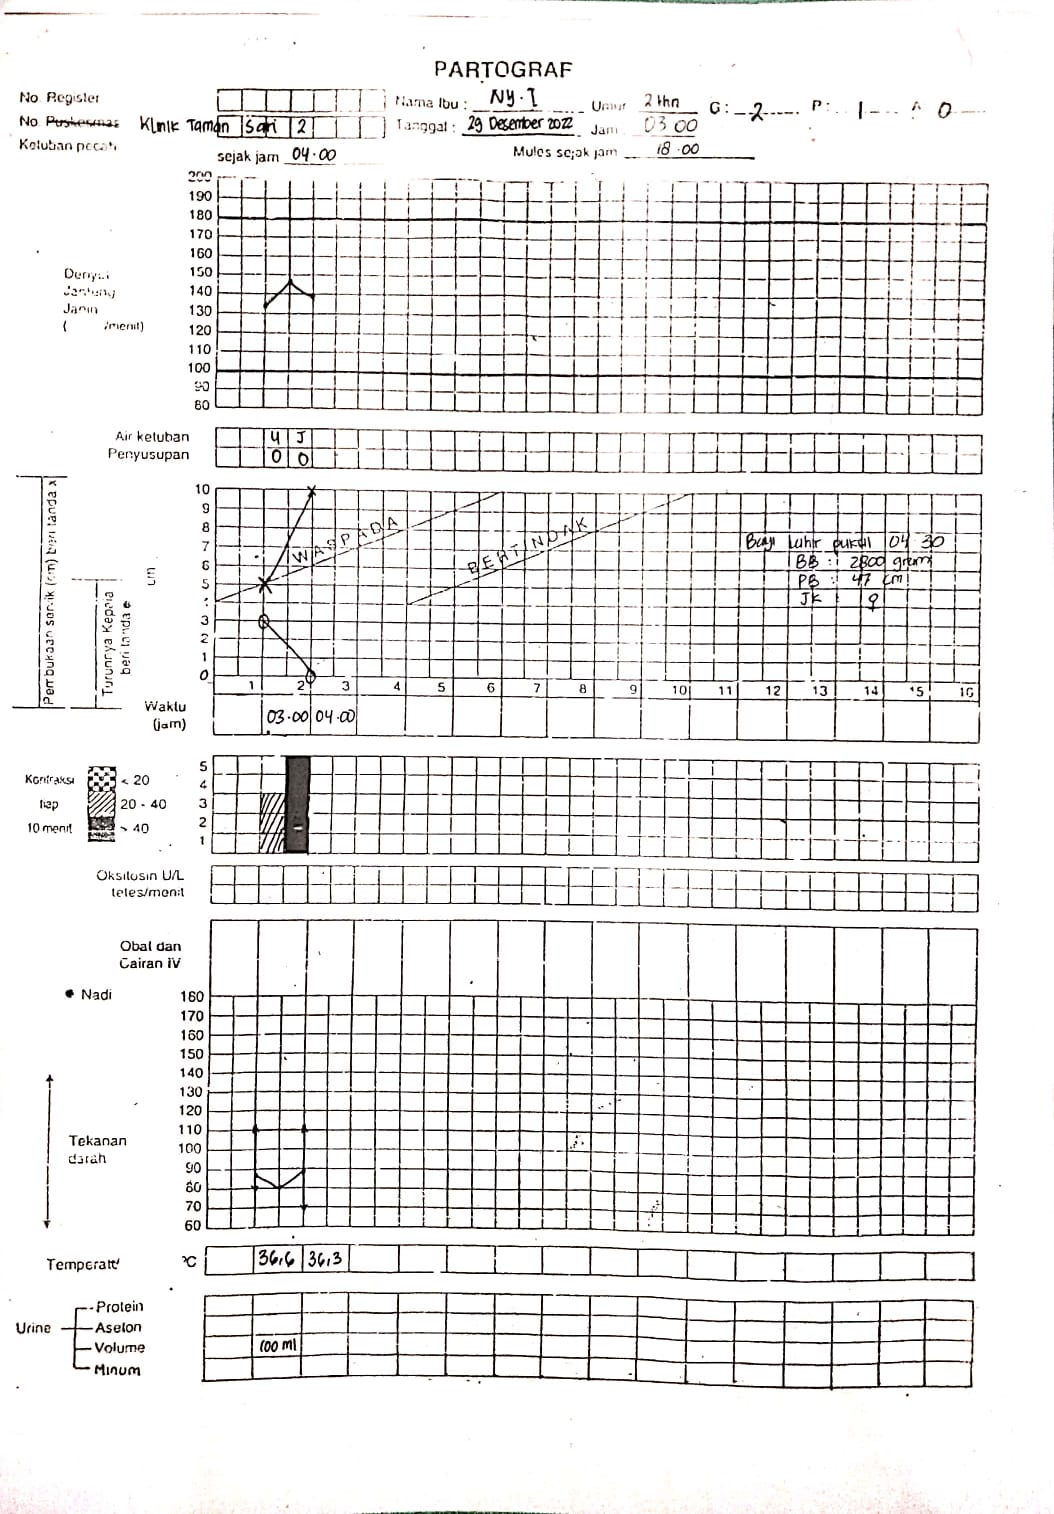 PARTOGRAF
No. Register
Nama Ibu : Ny. I
Umur 2 thn G: 2 P: 1 A 0
No. Puskesmas Klinik Taman Sari 2
Tanggal : 29 Desember 2022 Jam 03 00
Ketuban pecah
sejak jam 04.00
Mules sejak jam 18.00
200
190
180
170
160
150
140
130
120
110
100
90
80
Denyut
Jantung
Janin
( /menit)
Air ketuban U J
Penyusupan 0 0
Pembukaan servik (cm) beri tanda x
Turunnya Kepala
beri tanda
cm
10
9
8
7
6
5
3
2
1
0
WASPADA
BERTINDAK
Bayi Lahir pukul 04 30
BB : 2800 gram
PB : 47 cm
JK : ♀
1 2 3 4 5 6 7 8 9 10 11 12 13 14 15 16
Waktu
(jam)
03.00 04.00
Kontraksi
tiap
10 menit
< 20
20 - 40
> 40
5
4
3
2
1
Oksitosin U/L
tetes/menit
Obat dan
Cairan IV
Nadi
Tekanan
darah
180
170
160
150
140
130
120
110
100
90
80
70
60
°C 36,6 36,3
Urine
Protein
Aseton
Volume 100 ml
Minum